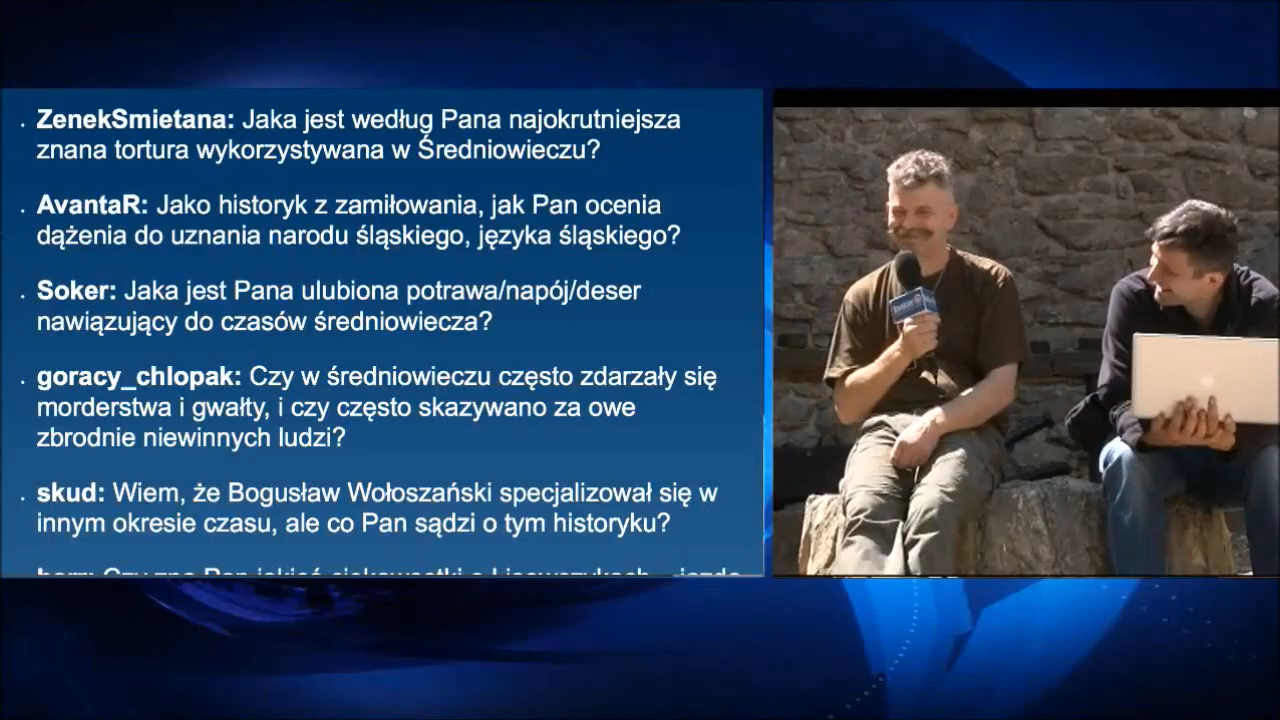 ZenekSmietana: Jaka jest według Pana najokrutniejsza
znana tortura wykorzystywana w Średniowieczu?
AvantaR: Jako historyk z zamiłowania, jak Pan ocenia
dążenia do uznania narodu śląskiego, języka śląskiego?
Soker: Jaka jest Pana ulubiona potrawa/napój/deser
nawiązujący do czasów średniowiecza?
goracy_chlopak: Czy w średniowieczu często zdarzały się
morderstwa i gwałty, i czy często skazywano za owe
zbrodnie niewinnych ludzi?
skud: Wiem, że Bogusław Wołoszański specjalizował się w
innym okresie czasu, ale co Pan sądzi o tym historyku?